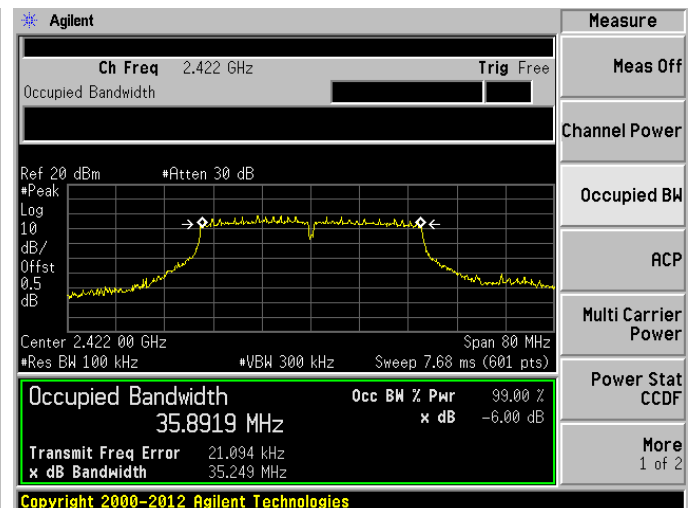 Agilent
Measure
Ch Freq 2.422 GHz Trig Free
Occupied Bandwidth
Meas Off
Channel Power
Occupied BW
ACP
Multi Carrier
Power
Power Stat
CCDF
More
1 of 2
Ref 20 dBm #Atten 30 dB
#Peak
Log
10
dB/
Offst
0.5
dB
Center 2.422 00 GHz Span 80 MHz
#Res BW 100 kHz #VBW 300 kHz Sweep 7.68 ms (601 pts)
Occupied Bandwidth Occ BW % Pwr 99.00 %
35.8919 MHz x dB -6.00 dB
Transmit Freq Error 21.094 kHz
x dB Bandwidth 35.249 MHz
Copyright 2000-2012 Agilent Technologies